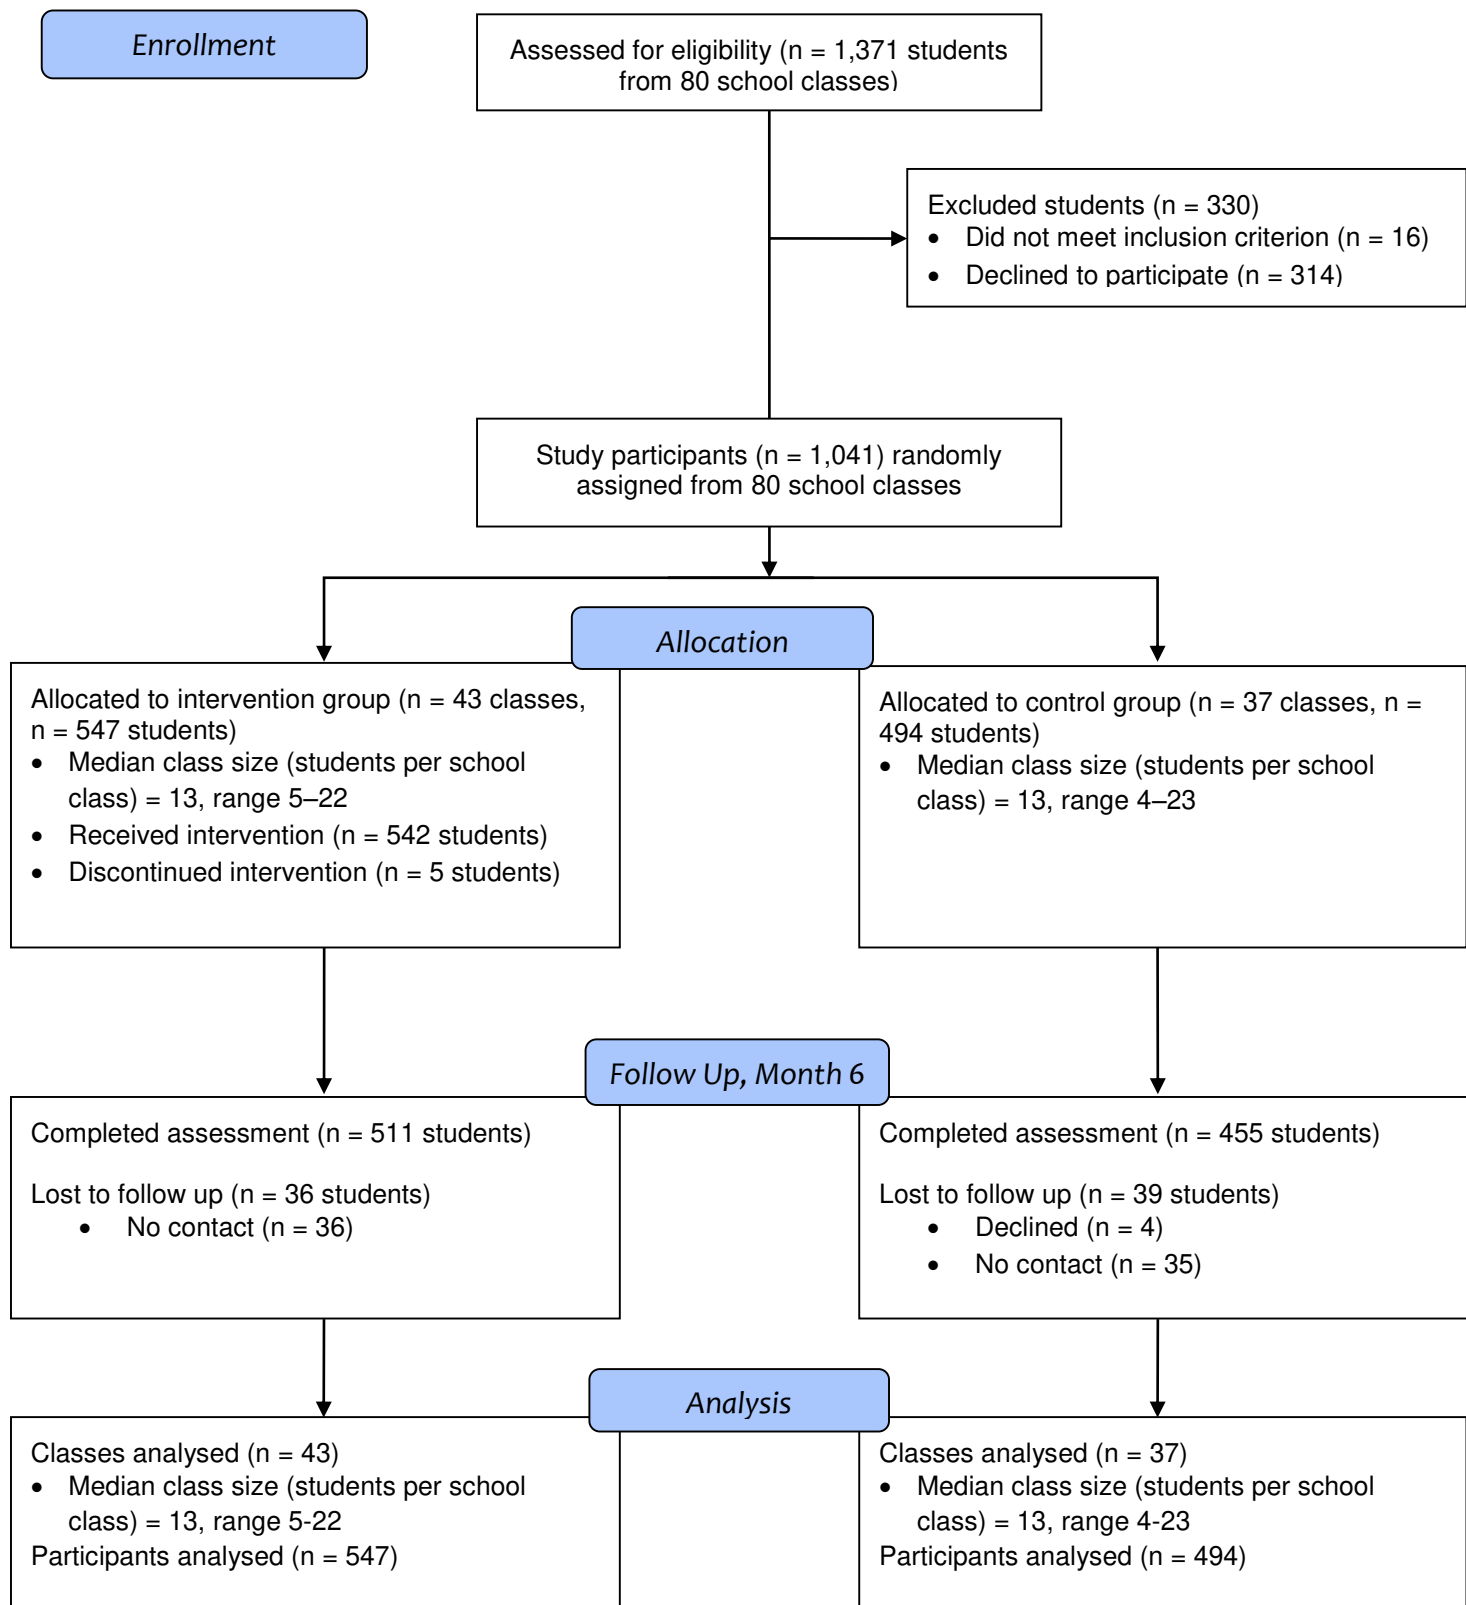 Enrollment
Assessed for eligibility (n = 1,371 students
from 80 school classes)
Excluded students (n = 330)
• Did not meet inclusion criterion (n = 16)
• Declined to participate (n = 314)
Study participants (n = 1,041) randomly
assigned from 80 school classes
Allocation
Allocated to intervention group (n = 43 classes,
n = 547 students)
• Median class size (students per school
class) = 13, range 5–22
• Received intervention (n = 542 students)
• Discontinued intervention (n = 5 students)
Allocated to control group (n = 37 classes, n =
494 students)
• Median class size (students per school
class) = 13, range 4–23
Follow Up, Month 6
Completed assessment (n = 511 students)
Lost to follow up (n = 36 students)
• No contact (n = 36)
Completed assessment (n = 455 students)
Lost to follow up (n = 39 students)
• Declined (n = 4)
• No contact (n = 35)
Analysis
Classes analysed (n = 43)
• Median class size (students per school
class) = 13, range 5-22
Participants analysed (n = 547)
Classes analysed (n = 37)
• Median class size (students per school
class) = 13, range 4-23
Participants analysed (n = 494)